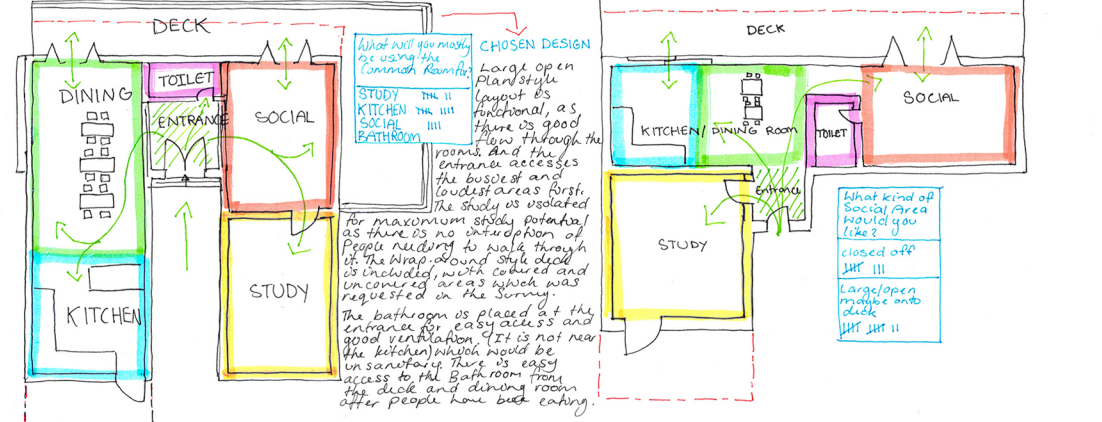 DECK
TOILET
DINING
ENTRANCE
SOCIAL
KITCHEN
STUDY
What will you mostly
be using the
Common Room for?
STUDY
KITCHEN
SOCIAL
BATHROOM
CHOSEN DESIGN
Large open
plan style
layout is
functional, as
there is good
flow through the
rooms. And the
entrance accesses
the busiest and
loudest areas first.
The study is isolated
for maximum study potential
as there is no interuption of
people needing to walk through
it. The wrap-around style deck
is included, with covered and
uncovered areas which was
requested in the survey.
The bathroom is placed at the
entrance for easy access and
good ventilation. (It is not near
the kitchen) which would be
unsanitary. There is easy
access to the Bathroom from
the deck and dining room
after people have been eating.
DECK
KITCHEN/DINING ROOM
TOILET
SOCIAL
Entrance
STUDY
What kind of
Social Area
would you
like?
closed off
Large/open
maybe onto
deck